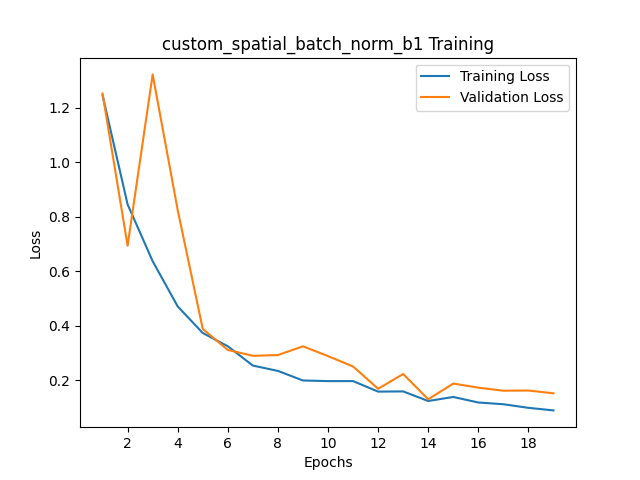 custom_spatial_batch_norm_b1 Training
Training Loss
Validation Loss
1.2
1.0
0.8
0.6
0.4
0.2
Loss
2 4 6 8 10 12 14 16 18
Epochs